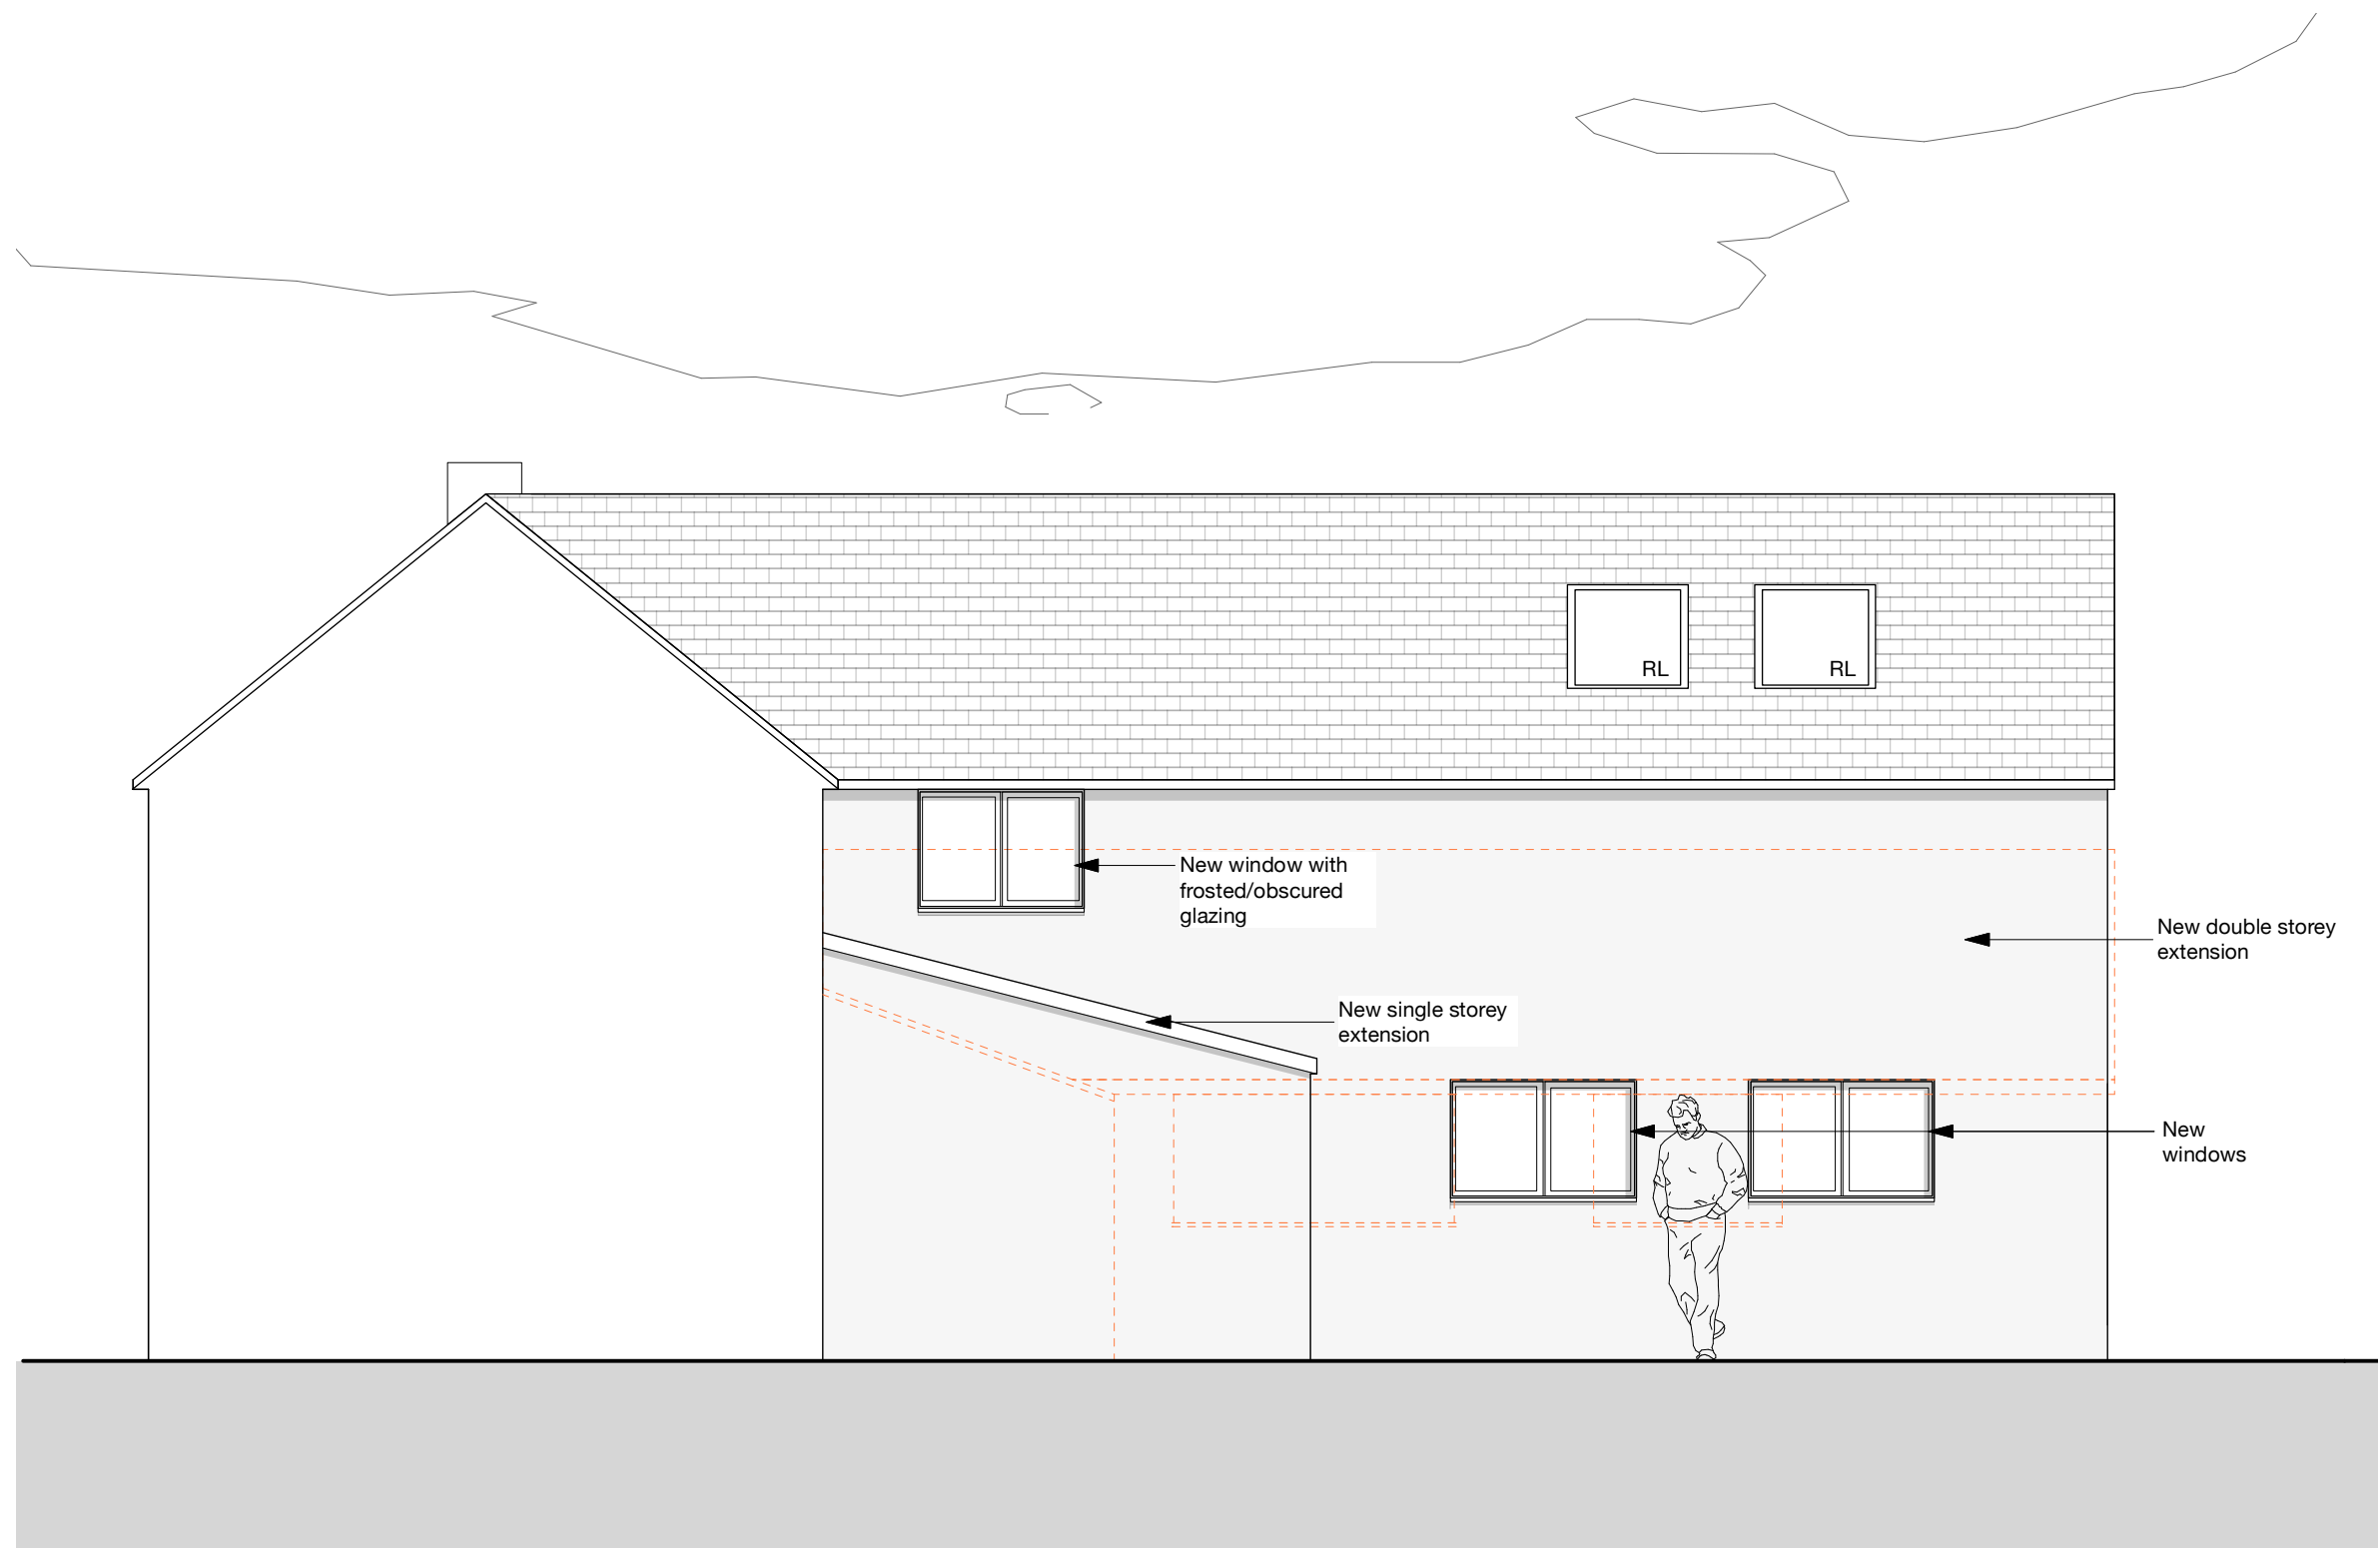 RL
RL
New window with
frosted/obscured
glazing
New double storey
extension
New single storey
extension
New
windows